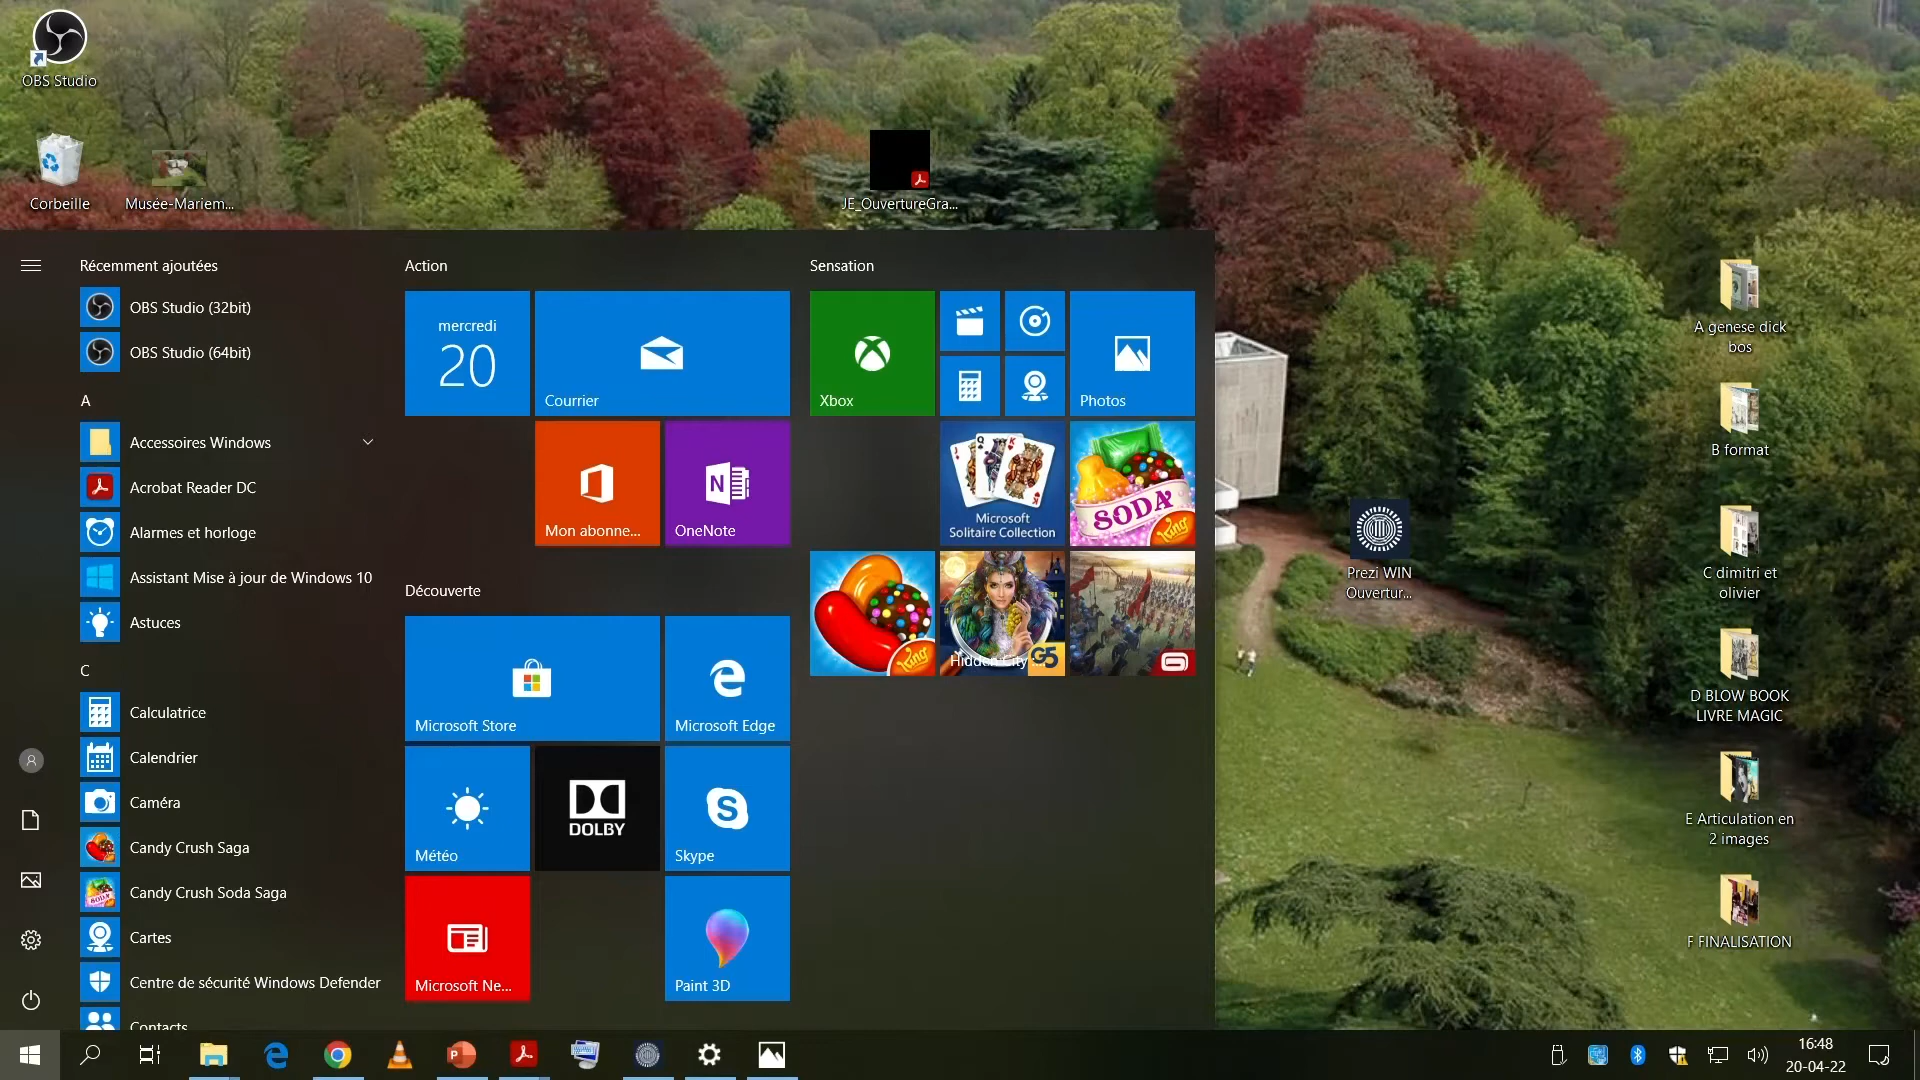 OBS Studio
Corbeille
Musée-Mariem...
JE_OuvertureGra...
Récemment ajoutées
OBS Studio (32bit)
OBS Studio (64bit)
A
Accessoires Windows
Acrobat Reader DC
Alarmes et horloge
Assistant Mise à jour de Windows 10
Astuces
C
Calculatrice
Calendrier
Caméra
Candy Crush Saga
Candy Crush Soda Saga
Cartes
Centre de sécurité Windows Defender
Contacts
Action
mercredi
20
Courrier
Mon abonne...
OneNote
Découverte
Microsoft Store
Microsoft Edge
Météo
DOLBY
Skype
Microsoft Ne...
Paint 3D
Sensation
Xbox
Photos
Microsoft
Solitaire Collection
SODA
King
King
Hidden City ...
G5
Prezi WIN
Ouvertur...
A genese dick
bos
B format
C dimitri et
olivier
D BLOW BOOK
LIVRE MAGIC
E Articulation en
2 images
F FINALISATION
16:48
20-04-22